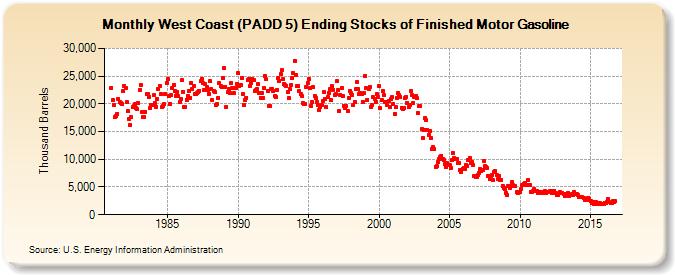 Monthly West Coast (PADD 5) Ending Stocks of Finished Motor Gasoline
Thousand Barrels
30,000
25,000
20,000
15,000
10,000
5,000
0
1985 1990 1995 2000 2005 2010 2015
Source: U.S. Energy Information Administration